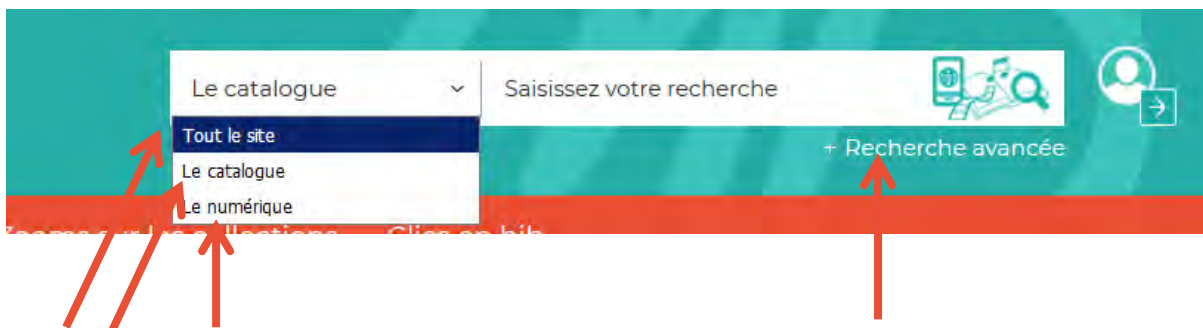 Le catalogue
Saisissez votre recherche
Tout le site
Le catalogue
+ Recherche avancée
Le numérique